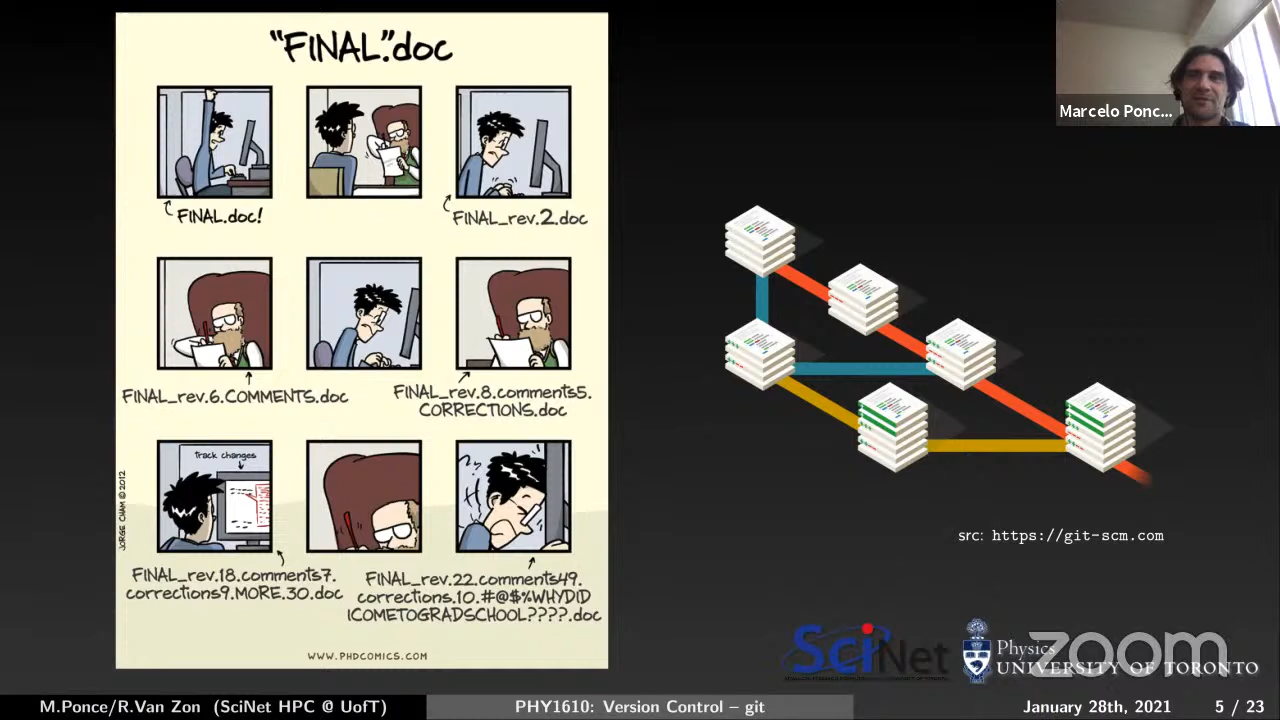 "FINAL".doc
FINAL.doc!
FINAL_rev.2.doc
FINAL_rev.6.COMMENTS.doc
FINAL_rev.8.comments5.
CORRECTIONS.doc
track changes
FINAL_rev.18.comments7.
corrections9.MORE.30.doc
FINAL_rev.22.comments49.
corrections.10.#@$%WHYDID
ICOMETOGRADSCHOOL????.doc
JORGE CHAM © 2012
WWW.PHDCOMICS.COM
Marcelo Ponc...
src: https://git-scm.com
SciNet
Physics
UNIVERSITY OF TORONTO
zoom
M.Ponce/R.Van Zon (SciNet HPC @ UofT)
PHY1610: Version Control – git
January 28th, 2021
5 / 23